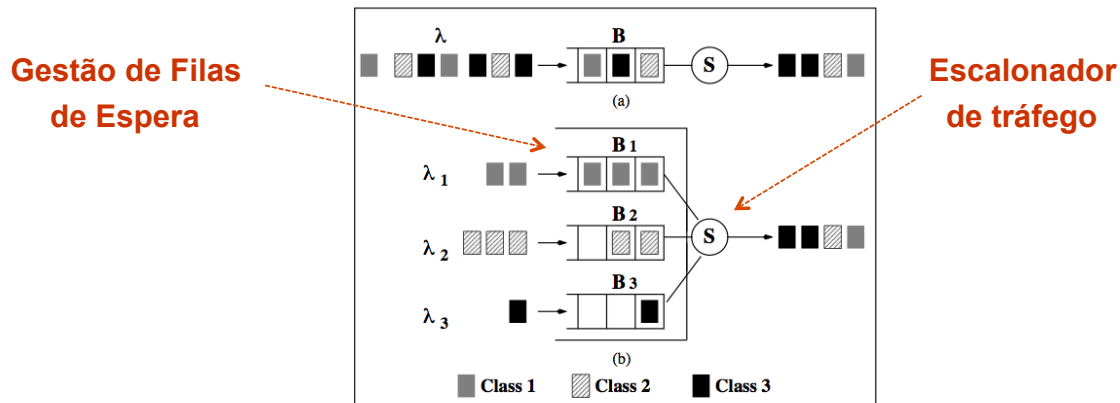 Gestão de Filas
de Espera
λ
B
S
(a)
Escalonador
de tráfego
λ 1
B 1
λ 2
B 2
S
λ 3
B 3
(b)
Class 1
Class 2
Class 3